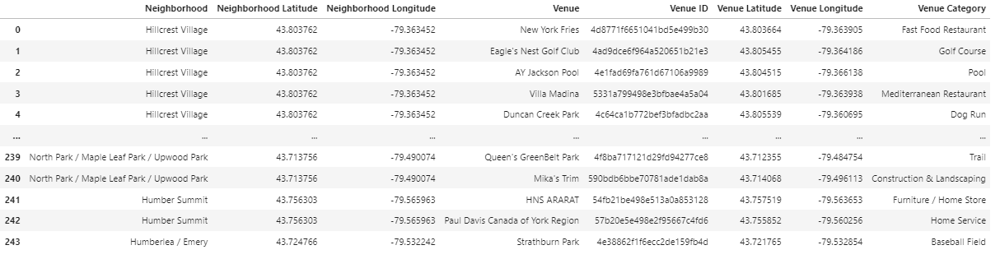 Neighborhood Neighborhood Latitude Neighborhood Longitude Venue Venue ID Venue Latitude Venue Longitude Venue Category
0 Hillcrest Village 43.803762 -79.363452 New York Fries 4d8771f6651041bd5e499b30 43.803664 -79.363905 Fast Food Restaurant
1 Hillcrest Village 43.803762 -79.363452 Eagle's Nest Golf Club 4ad9dce6f964a520651b21e3 43.805455 -79.364186 Golf Course
2 Hillcrest Village 43.803762 -79.363452 AY Jackson Pool 4e1fad69fa761d67106a9989 43.804515 -79.366138 Pool
3 Hillcrest Village 43.803762 -79.363452 Villa Madina 5331a799498e3bfbae4a5a04 43.801685 -79.363938 Mediterranean Restaurant
4 Hillcrest Village 43.803762 -79.363452 Duncan Creek Park 4c64ca1b772bef3bfadbc2aa 43.805539 -79.360695 Dog Run
... ... ... ... ... ... ... ... ...
239 North Park / Maple Leaf Park / Upwood Park 43.713756 -79.490074 Queen's GreenBelt Park 4f8ba717121d29fd94277ce8 43.712355 -79.484754 Trail
240 North Park / Maple Leaf Park / Upwood Park 43.713756 -79.490074 Mika's Trim 590bdb6bbe70781ade1dab8a 43.714068 -79.496113 Construction & Landscaping
241 Humber Summit 43.756303 -79.565963 HNS ARARAT 54fb21be498e513a0a853128 43.757519 -79.563653 Furniture / Home Store
242 Humber Summit 43.756303 -79.565963 Paul Davis Canada of York Region 57b20e5e498e2f95667c4fd6 43.755852 -79.560256 Home Service
243 Humberlea / Emery 43.724766 -79.532242 Strathburn Park 4e38862f1f6ecc2de159fb4d 43.721765 -79.532854 Baseball Field